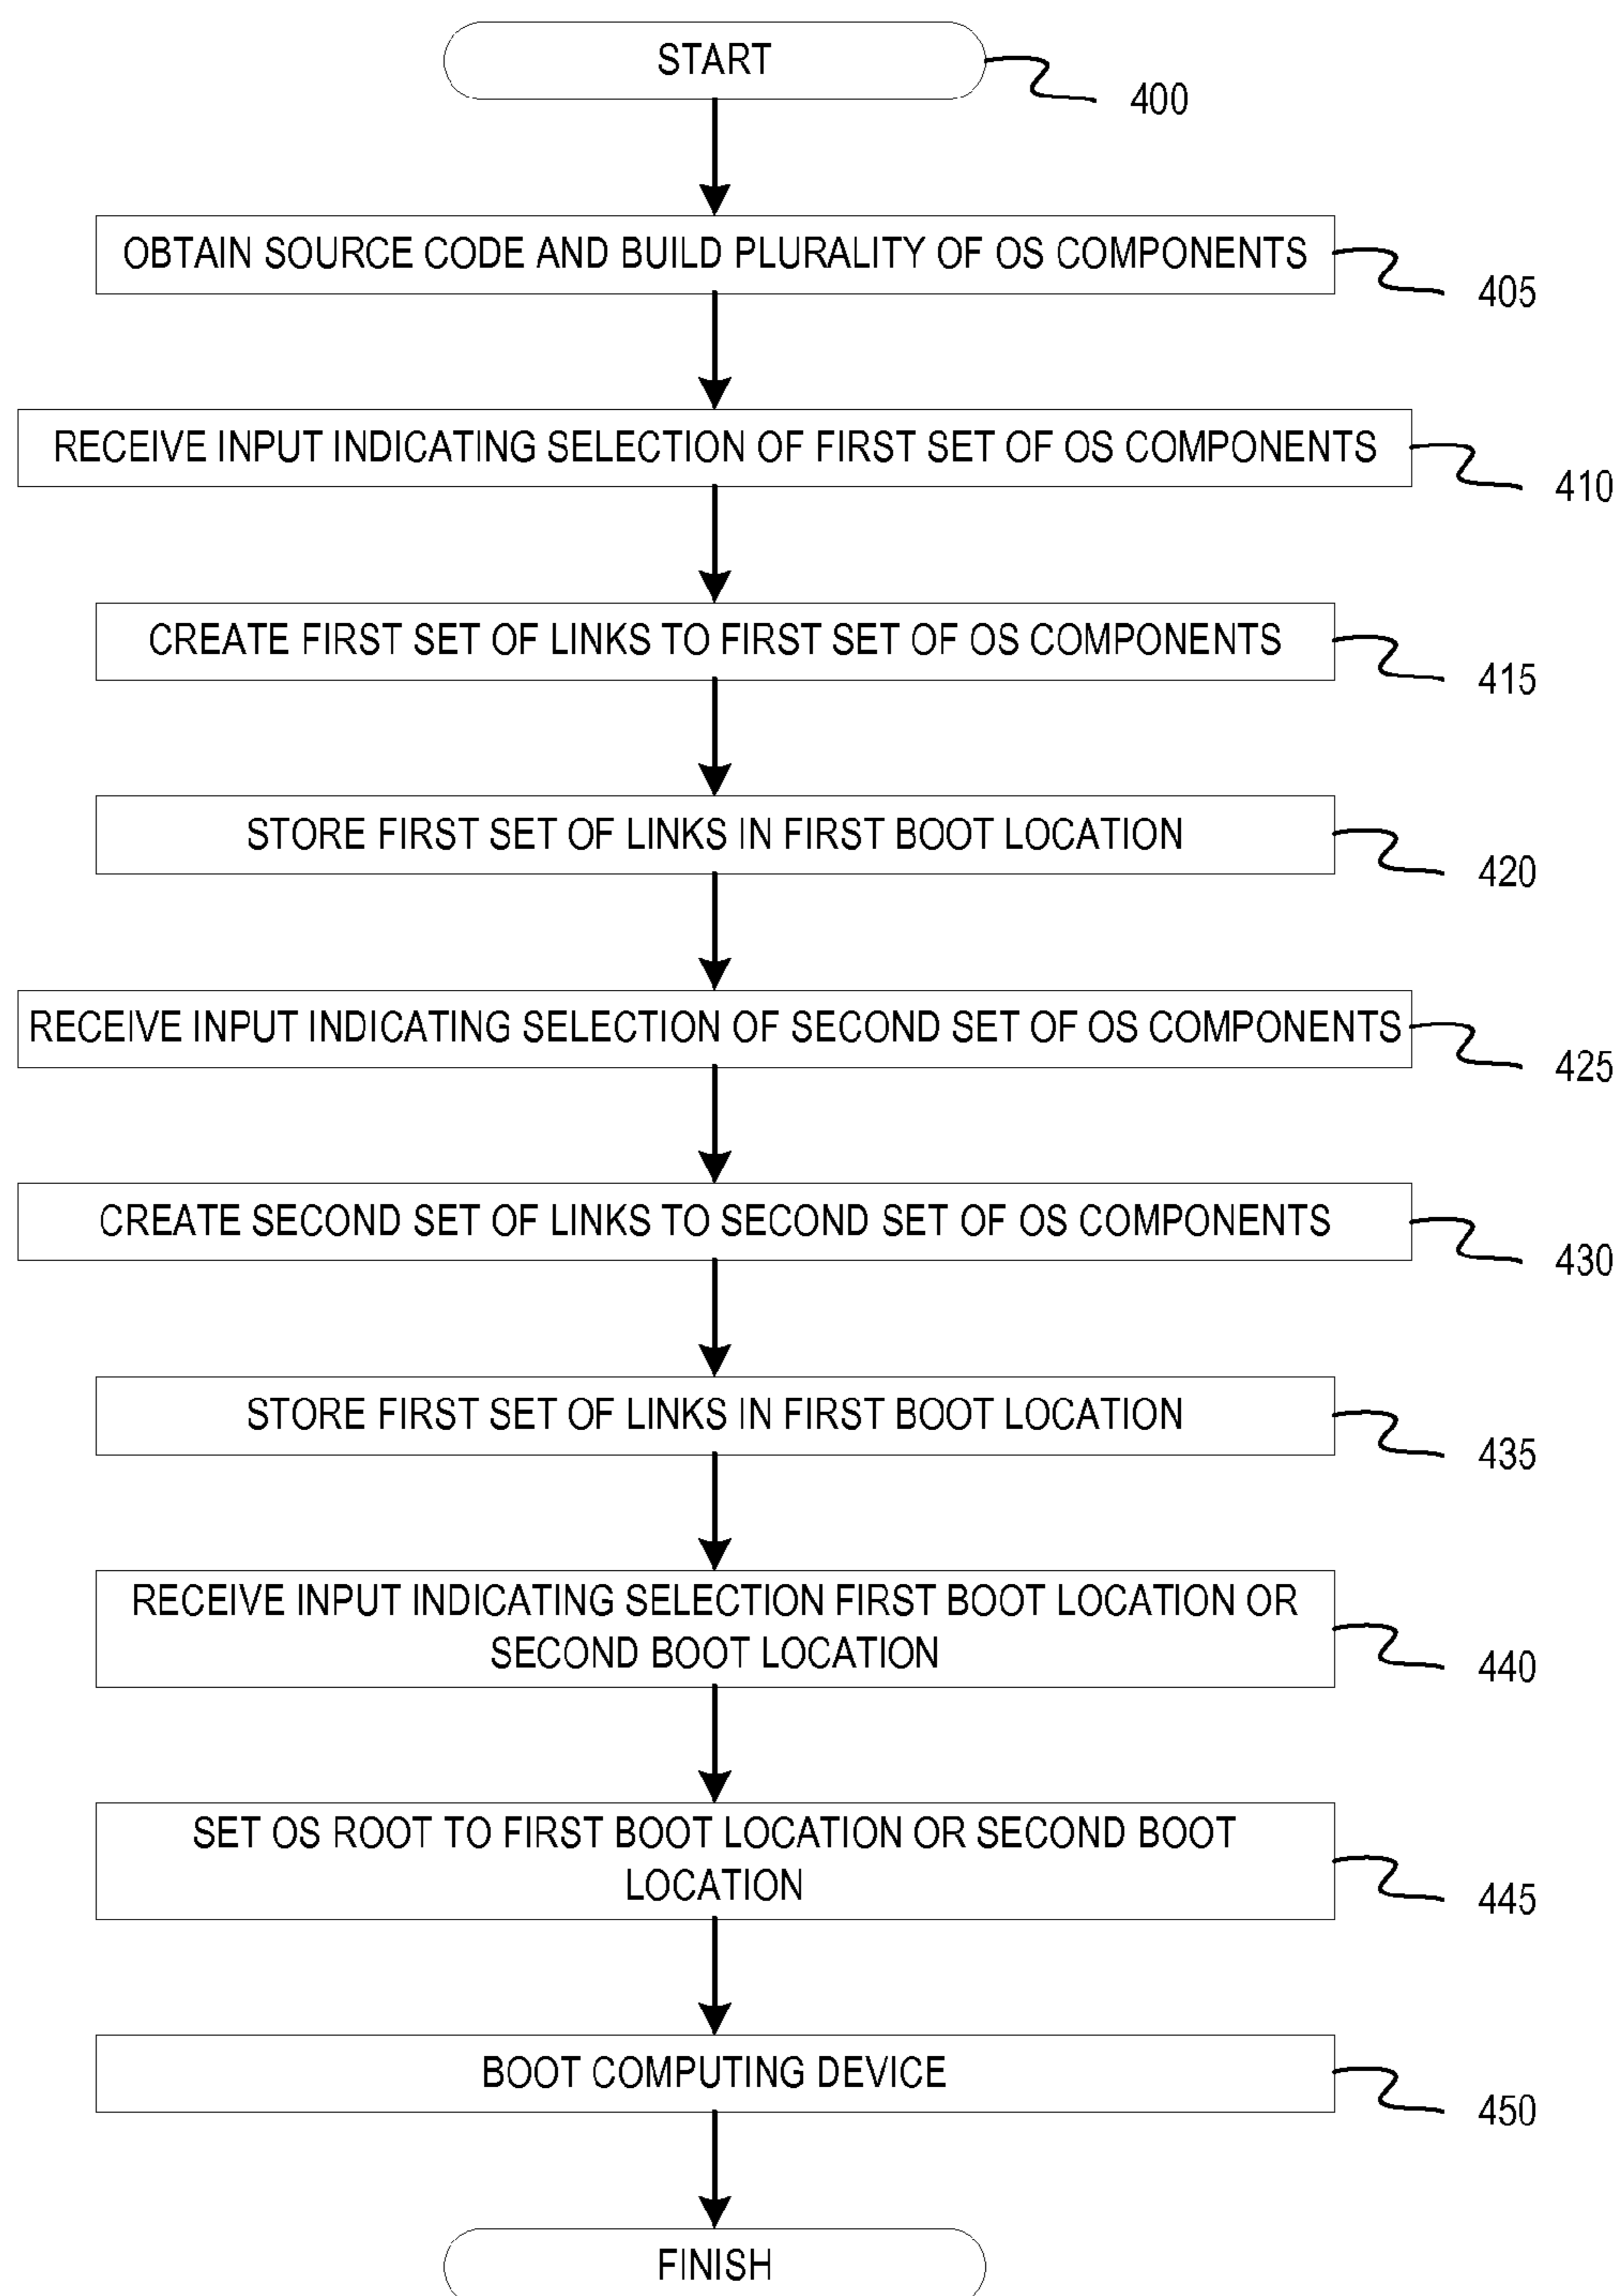 START
400
OBTAIN SOURCE CODE AND BUILD PLURALITY OF OS COMPONENTS
405
RECEIVE INPUT INDICATING SELECTION OF FIRST SET OF OS COMPONENTS
410
CREATE FIRST SET OF LINKS TO FIRST SET OF OS COMPONENTS
415
STORE FIRST SET OF LINKS IN FIRST BOOT LOCATION
420
RECEIVE INPUT INDICATING SELECTION OF SECOND SET OF OS COMPONENTS
425
CREATE SECOND SET OF LINKS TO SECOND SET OF OS COMPONENTS
430
STORE FIRST SET OF LINKS IN FIRST BOOT LOCATION
435
RECEIVE INPUT INDICATING SELECTION FIRST BOOT LOCATION OR
SECOND BOOT LOCATION
440
SET OS ROOT TO FIRST BOOT LOCATION OR SECOND BOOT
LOCATION
445
BOOT COMPUTING DEVICE
450
FINISH